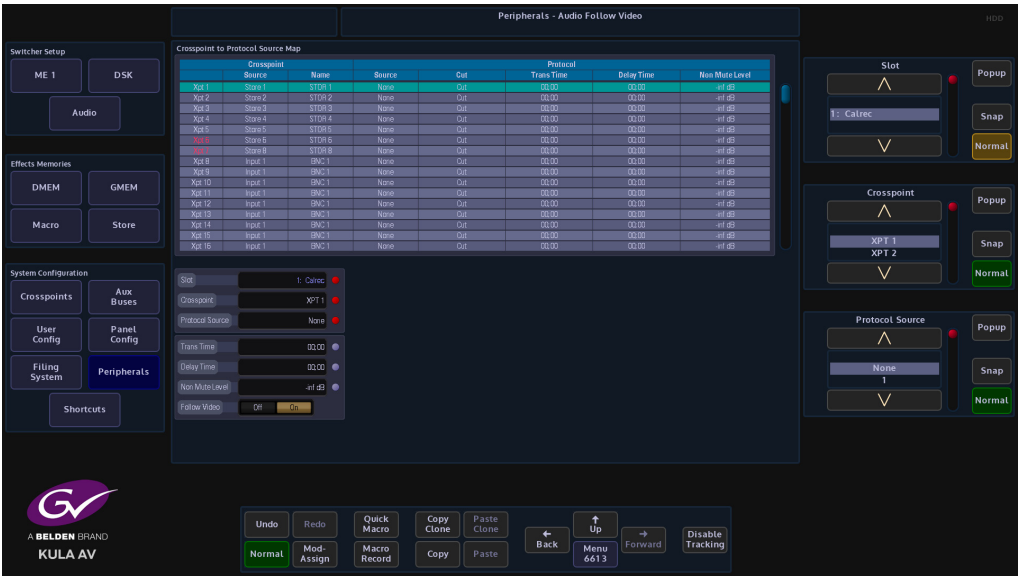 Peripherals - Audio Follow Video
HDD
Switcher Setup
ME 1
DSK
Audio
Effects Memories
DMEM
GMEM
Macro
Store
System Configuration
Crosspoints
Aux
Buses
User
Config
Panel
Config
Filing
System
Peripherals
Shortcuts
Crosspoint to Protocol Source Map
Crosspoint Protocol
Source Name Source Cut Trans Time Delay Time Non Mute Level
Xpt 1 Store 1 STOR 1 None Cut 00:00 00:00 -inf dB
Xpt 2 Store 2 STOR 2 None Cut 00:00 00:00 -inf dB
Xpt 3 Store 3 STOR 3 None Cut 00:00 00:00 -inf dB
Xpt 4 Store 4 STOR 4 None Cut 00:00 00:00 -inf dB
Xpt 5 Store 5 STOR 5 None Cut 00:00 00:00 -inf dB
Store 6 STOR 6 None Cut 00:00 00:00 -inf dB
Store 8 STOR 8 None Cut 00:00 00:00 -inf dB
Xpt 8 Input 1 BNC 1 None Cut 00:00 00:00 -inf dB
Xpt 9 Input 1 BNC 1 None Cut 00:00 00:00 -inf dB
Xpt 10 Input 1 BNC 1 None Cut 00:00 00:00 -inf dB
Xpt 11 Input 1 BNC 1 None Cut 00:00 00:00 -inf dB
Xpt 12 Input 1 BNC 1 None Cut 00:00 00:00 -inf dB
Xpt 13 Input 1 BNC 1 None Cut 00:00 00:00 -inf dB
Xpt 14 Input 1 BNC 1 None Cut 00:00 00:00 -inf dB
Xpt 15 Input 1 BNC 1 None Cut 00:00 00:00 -inf dB
Xpt 16 Input 1 BNC 1 None Cut 00:00 00:00 -inf dB
Slot 1: Calrec
Crosspoint XPT 1
Protocol Source None
Trans Time 00:00
Delay Time 00:00
Non Mute Level -inf dB
Follow Video Off On
Slot
1: Calrec
Popup
Snap
Normal
Crosspoint
XPT 1
XPT 2
Popup
Snap
Normal
Protocol Source
None
1
Popup
Snap
Normal
GV
A BELDEN BRAND
KULA AV
Undo
Redo
Normal
Mod-
Assign
Quick
Macro
Macro
Record
Copy
Clone
Paste
Clone
Copy
Paste
Back
Up
Menu
6613
Forward
Disable
Tracking